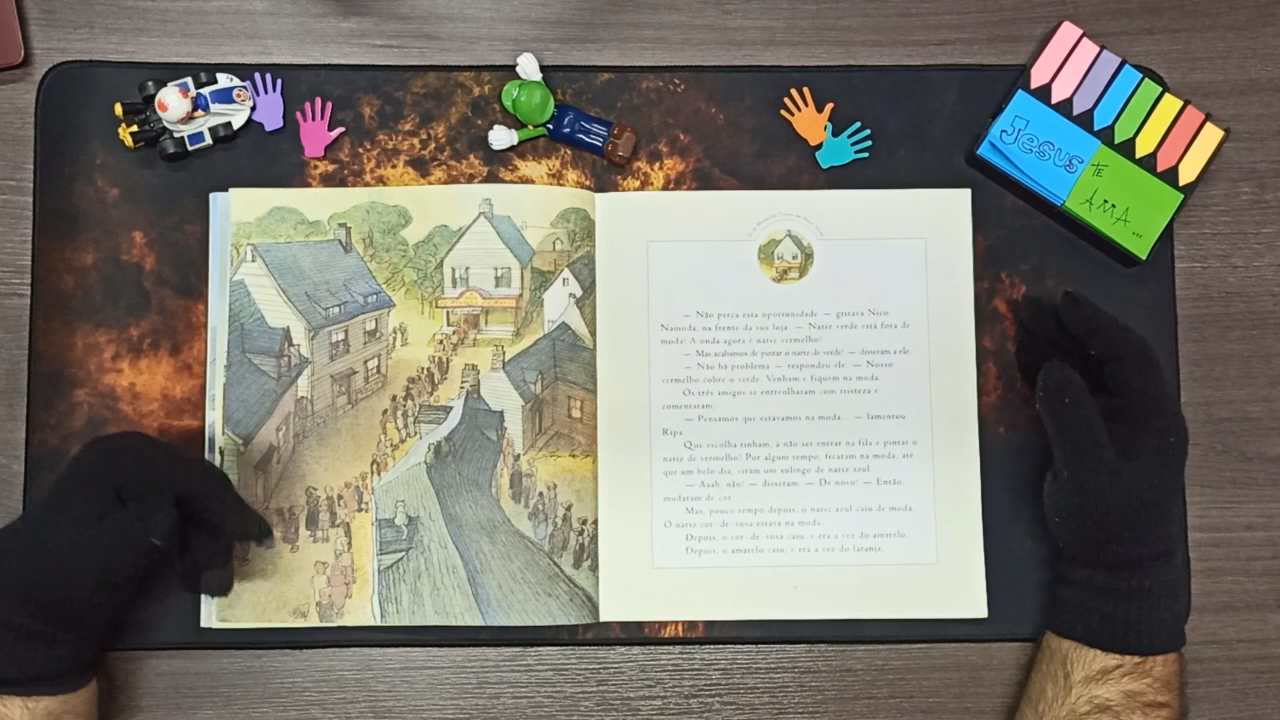 Jesus
TE
AMA...
— Não perca esta oportunidade — gritava Nico
Namoda, na frente da sua loja. — Nariz verde está fora de
moda! A onda agora é nariz vermelho!
— Mas acabamos de pintar o nariz de verde! — disseram a ele.
— Não há problema — respondeu ele. — Nosso
vermelho cobre o verde. Venham e fiquem na moda.
Os três amigos se entreolharam com tristeza e
comentaram:
— Pensamos que estávamos na moda... — lamentou
Ripa.
Que escolha tinham, a não ser entrar na fila e pintar o
nariz de vermelho! Por algum tempo, ficaram na moda, até
que um belo dia, viram um xulingo de nariz azul.
— Aaah, não! — disseram. — De novo! — Então,
mudaram de cor.
Mas, pouco tempo depois, o nariz azul caiu de moda.
O nariz cor-de-rosa estava na moda.
Depois, o cor-de-rosa caiu, e era a vez do amarelo.
Depois, o amarelo caiu, e era a vez do laranja.